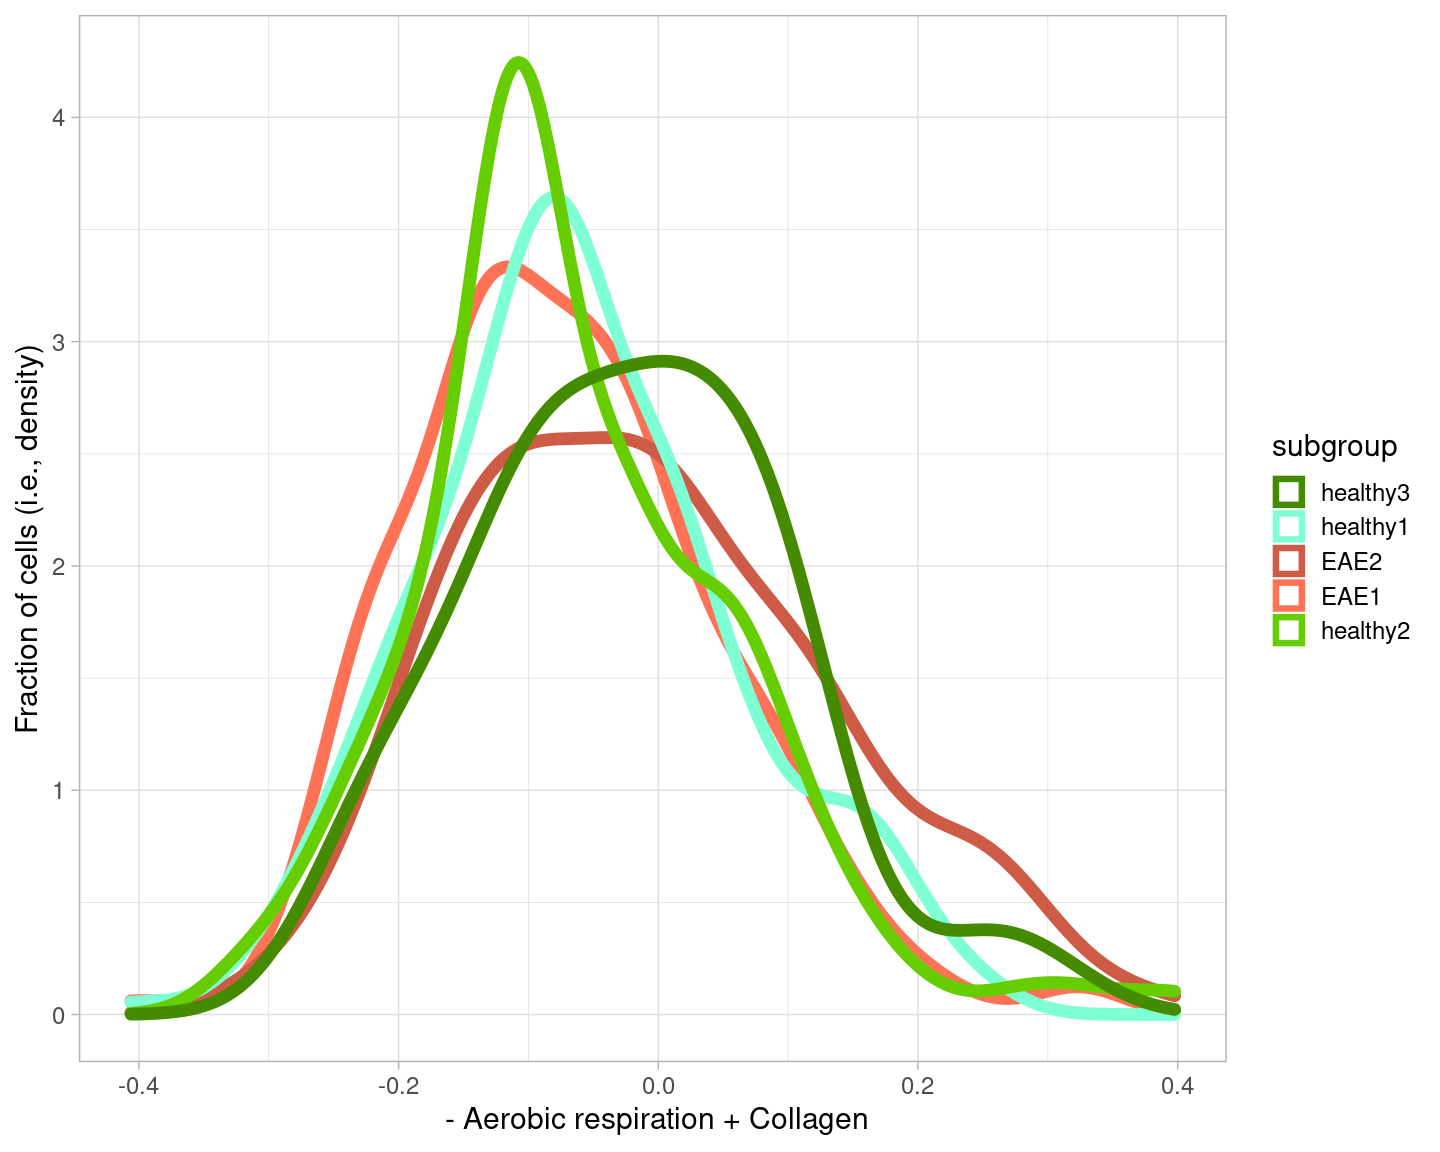 Fraction of cells (i.e., density)
4
3
2
1
0
-0.4 -0.2 0.0 0.2 0.4
- Aerobic respiration + Collagen
subgroup
healthy3
healthy1
EAE2
EAE1
healthy2